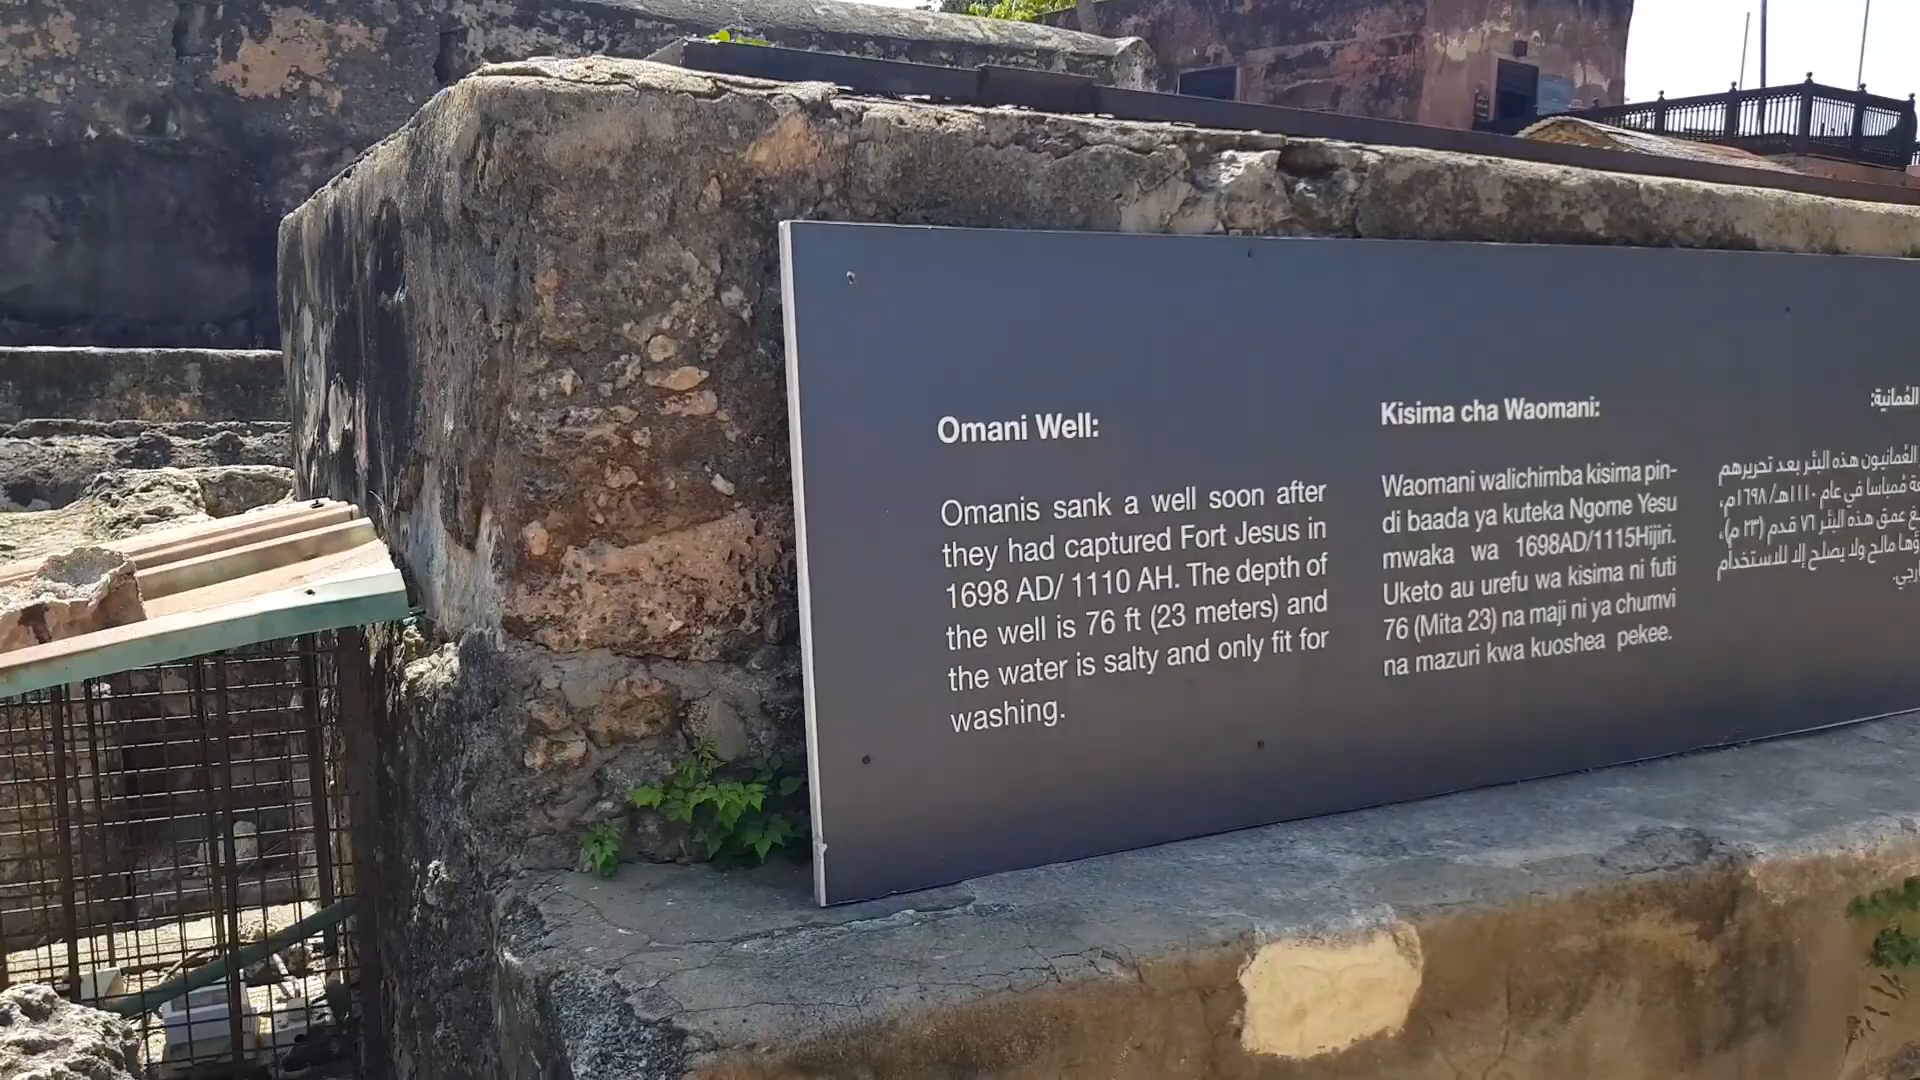 Omani Well:
Omanis sank a well soon after
they had captured Fort Jesus in
1698 AD/ 1110 AH. The depth of
the well is 76 ft (23 meters) and
the water is salty and only fit for
washing.
Kisima cha Waomani:
Waomani walichimba kisima pin-
di baada ya kuteka Ngome Yesu
mwaka wa 1698AD/1115Hijiri.
Uketo au urefu wa kisima ni futi
76 (Mita 23) na maji ni ya chumvi
na mazuri kwa kuoshea pekee.
العُمانية:
العُمانيون هذه البئر بعد تحريرهم
مُمباسا في عام ١١١٠هـ/ ١٦٩٨م،
عمق هذه البئر ٧٦ قدم (٢٣ م)،
مالح ولا يصلح إلا للاستخدام